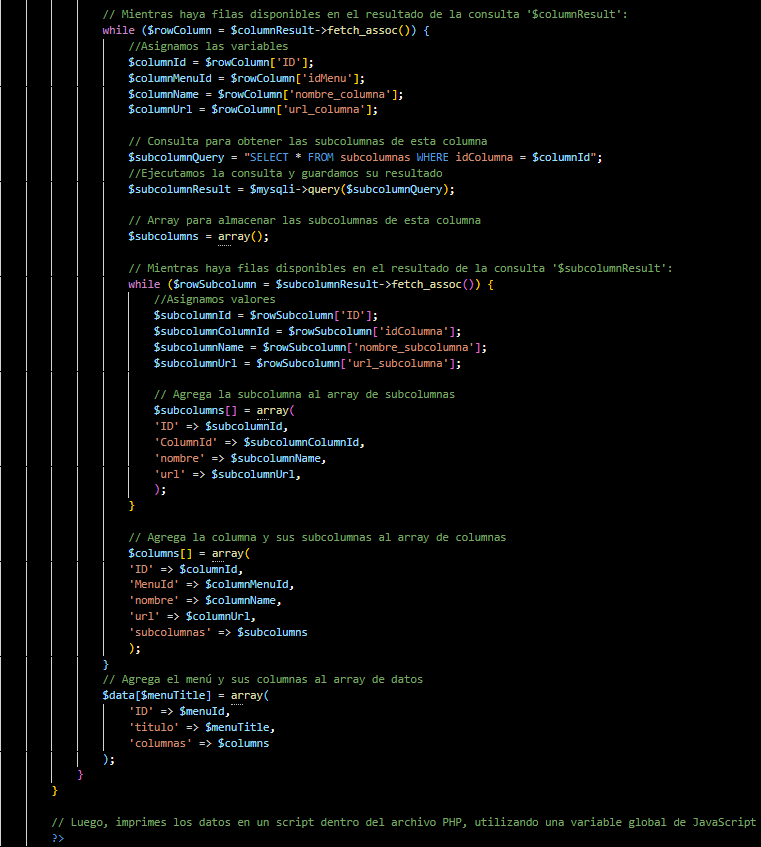 // Mientras haya filas disponibles en el resultado de la consulta '$columnResult':
while ($rowColumn = $columnResult->fetch_assoc()) {
//Asignamos las variables
$columnId = $rowColumn['ID'];
$columnMenuId = $rowColumn['idMenu'];
$columnName = $rowColumn['nombre_columna'];
$columnUrl = $rowColumn['url_columna'];
// Consulta para obtener las subcolumnas de esta columna
$subcolumnQuery = "SELECT * FROM subcolumnas WHERE idColumna = $columnId";
//Ejecutamos la consulta y guardamos su resultado
$subcolumnResult = $mysqli->query($subcolumnQuery);
// Array para almacenar las subcolumnas de esta columna
$subcolumns = array();
// Mientras haya filas disponibles en el resultado de la consulta '$subcolumnResult':
while ($rowSubcolumn = $subcolumnResult->fetch_assoc()) {
//Asignamos valores
$subcolumnId = $rowSubcolumn['ID'];
$subcolumnColumnId = $rowSubcolumn['idColumna'];
$subcolumnName = $rowSubcolumn['nombre_subcolumna'];
$subcolumnUrl = $rowSubcolumn['url_subcolumna'];
// Agrega la subcolumna al array de subcolumnas
$subcolumns[] = array(
'ID' => $subcolumnId,
'ColumnId' => $subcolumnColumnId,
'nombre' => $subcolumnName,
'url' => $subcolumnUrl,
);
}
// Agrega la columna y sus subcolumnas al array de columnas
$columns[] = array(
'ID' => $columnId,
'MenuId' => $columnMenuId,
'nombre' => $columnName,
'url' => $columnUrl,
'subcolumnas' => $subcolumns
);
}
// Agrega el menú y sus columnas al array de datos
$data[$menuTitle] = array(
'ID' => $menuId,
'titulo' => $menuTitle,
'columnas' => $columns
);
}
}
// Luego, imprimes los datos en un script dentro del archivo PHP, utilizando una variable global de JavaScript
?>